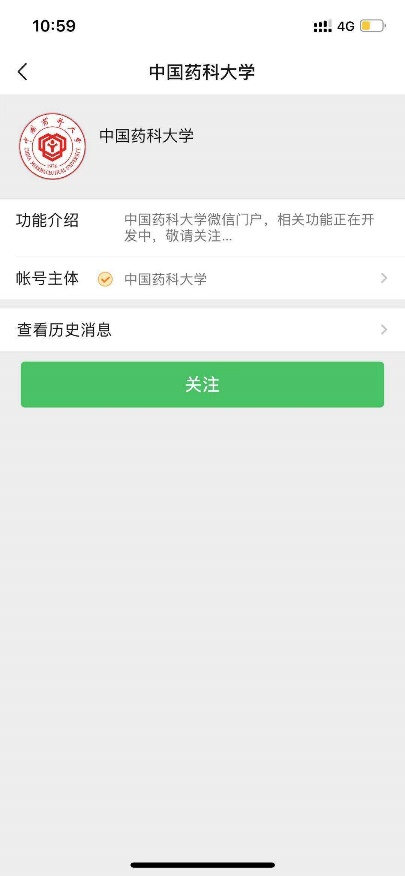 10:59
4G
中国药科大学
中国药科大学
功能介绍
中国药科大学微信门户，相关功能正在开
发中，敬请关注...
帐号主体
中国药科大学
查看历史消息
关注